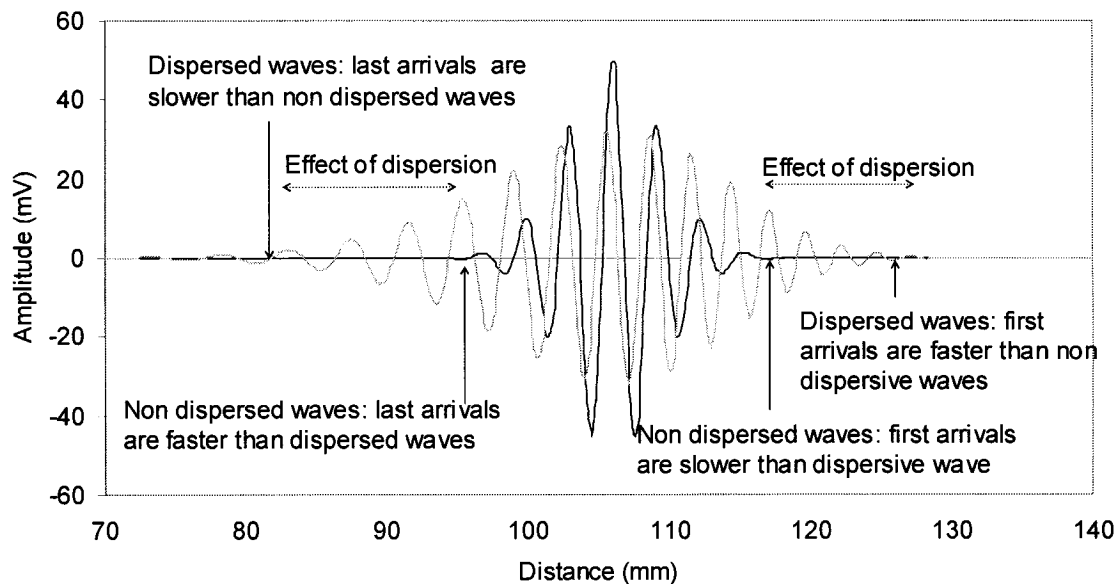 60
Dispersed waves: last arrivals are
slower than non dispersed waves
40
Effect of dispersion
Effect of dispersion
20
Amplitude (mV)
0
-20
Dispersed waves: first
arrivals are faster than non
dispersive waves
Non dispersed waves: last arrivals
are faster than dispersed waves
-40
Non dispersed waves: first arrivals
are slower than dispersive wave
-60
70 80 90 100 110 120 130 140
Distance (mm)